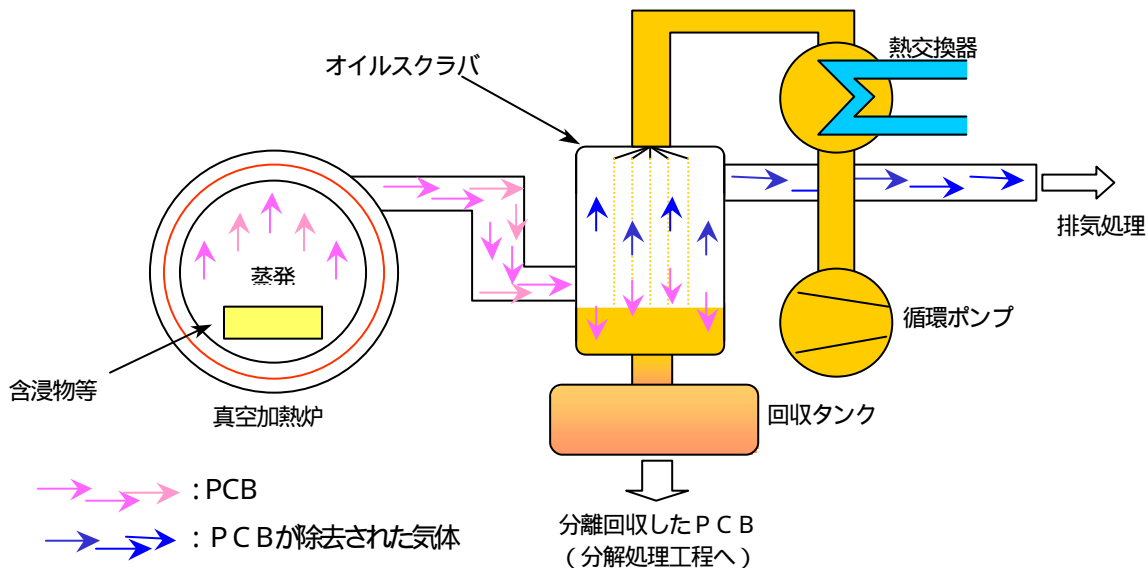 熱交換器
オイルスクラバ
排気処理
蒸発
循環ポンプ
含浸物等
真空加熱炉
回収タンク
：PCB
：ＰＣＢが除去された気体
分離回収したＰＣＢ
（分解処理工程へ）